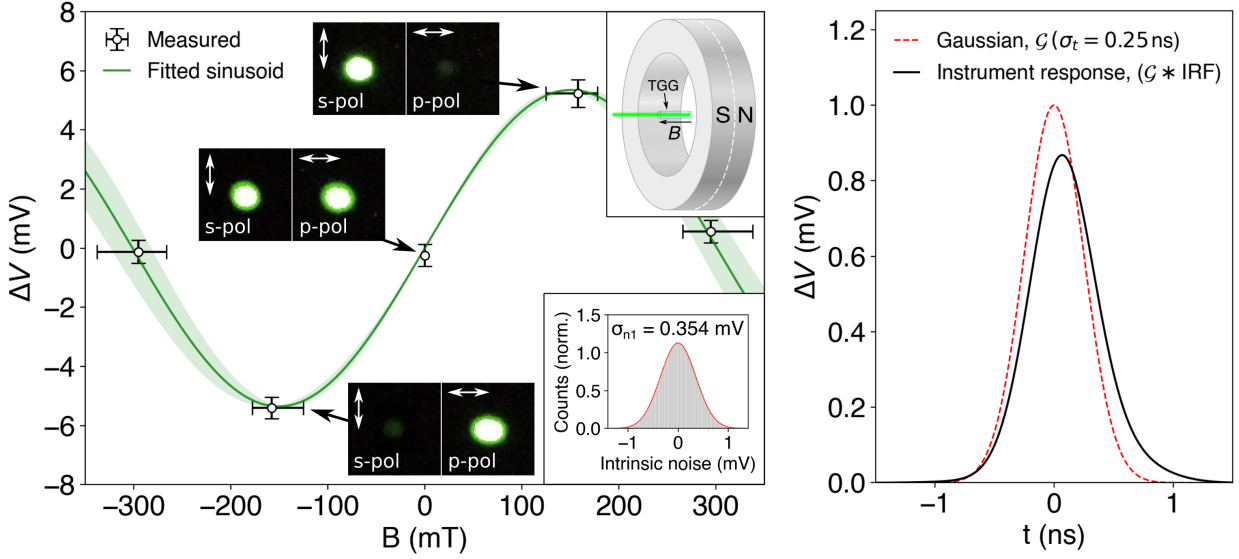 Measured
Fitted sinusoid
s-pol
p-pol
s-pol
p-pol
s-pol
p-pol
TGG
B
S N
σn1 = 0.354 mV
Counts (norm.)
1.5
1.0
0.5
0.0
−1
0
1
Intrinsic noise (mV)
ΔV (mV)
8
6
4
2
0
−2
−4
−6
−8
−300
−200
−100
0
100
200
300
B (mT)
Gaussian, 𝒢(σt = 0.25 ns)
Instrument response, (𝒢 ∗ IRF)
ΔV (mV)
1.2
1.0
0.8
0.6
0.4
0.2
0.0
−1
0
1
t (ns)